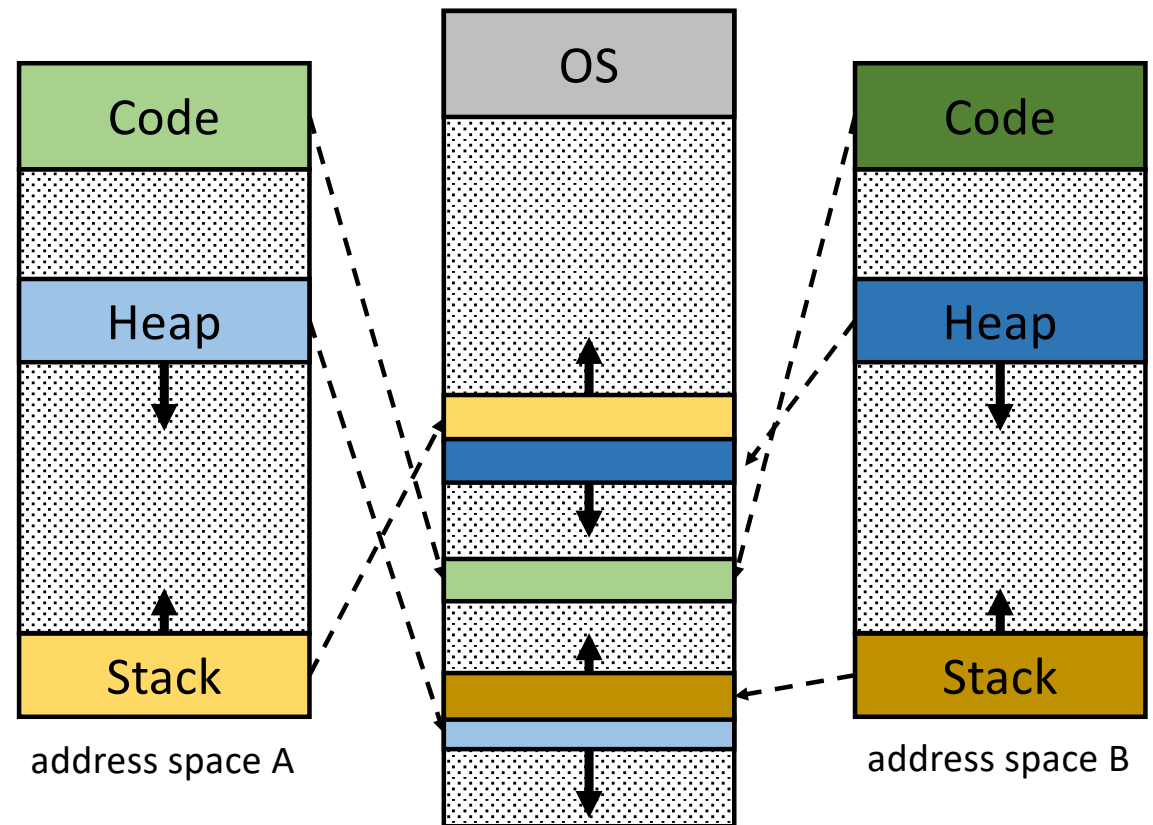 OS
Code
Code
Heap
Heap
Stack
Stack
address space A
address space B